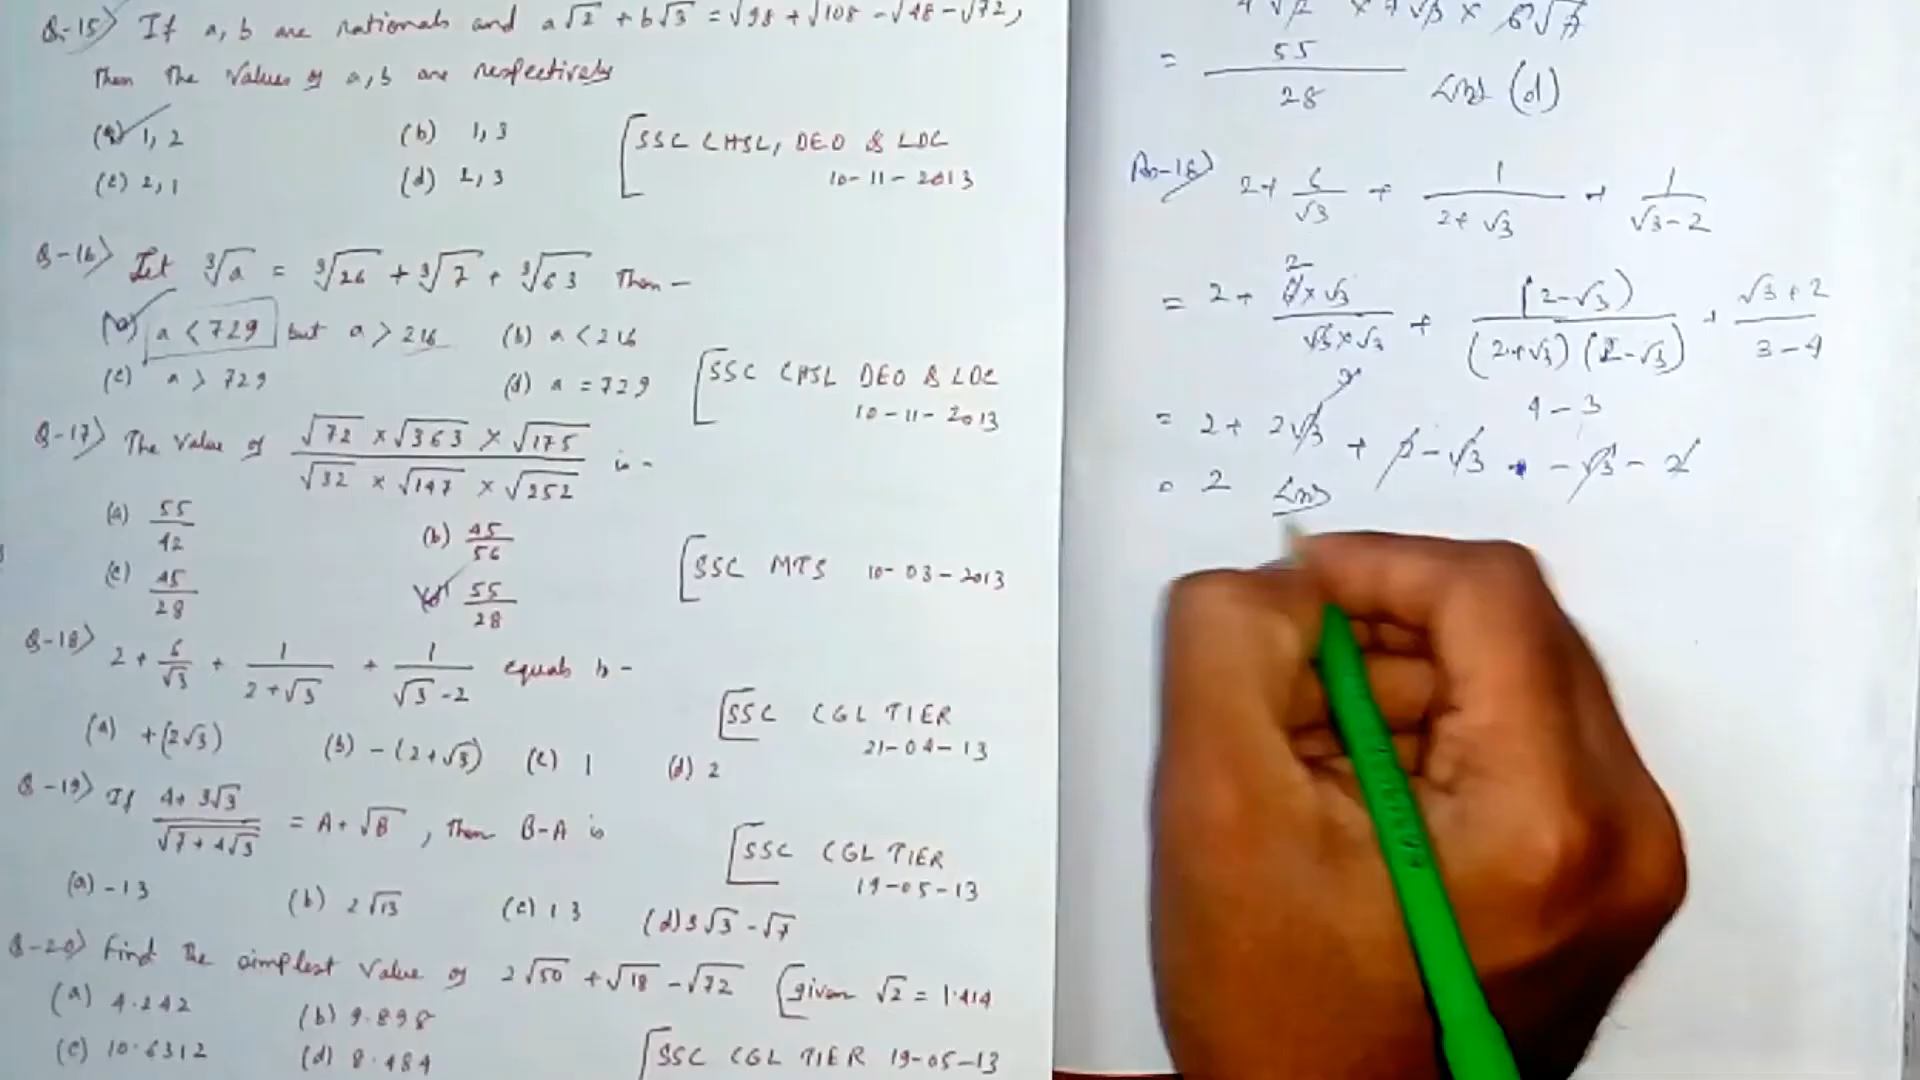 Q-15) If a, b are rationals and a√2 + b√3 = √98 + √108 - √48 - √72,
Then The Values of a, b are respectively
(a) 1, 2 (b) 1, 3
(c) 2, 1 (d) 2, 3
[SSC CHSL, DEO & LDC
10-11-2013
Q-16) Let ∛a = ∛26 + ∛7 + ∛63 Then -
(a) a < 729 but a > 216 (b) a < 216
(c) a > 729 (d) a = 729
[SSC CHSL DEO & LDC
10-11-2013
Q-17) The Value of √72 × √363 × √175 / √32 × √147 × √252 is -
(a) 55/42 (b) 45/56
(c) 45/28 (d) 55/28
[SSC MTS 10-03-2013
Q-18) 2 + 6/√3 + 1/2+√3 + 1/√3-2 equals
(a) +(2√3) (b) -(2+√3) (c) 1 (d) 2
[SSC CGL TIER
21-04-13
Q-19) If 4+3√3 / √7+4√3 = A+√B, Then B-A is
(a) -13 (b) 2√13 (c) 13 (d) 3√3-√7
[SSC CGL TIER
19-05-13
Q-20) Find The simplest Value of 2√50 + √18 - √72 [given √2 = 1.414
(a) 4.242 (b) 9.898
(c) 10.6312 (d) 8.484
[SSC CGL TIER 19-05-13
= 55/28 Ans (d)
2+ 6/√3 + 1/2+√3 + 1/√3-2
= 2 + 6×√3/√3×√3 + (2-√3)/(2+√3)(2-√3) + √3+2/3-4
4-3
= 2+ 2√3 + 2-√3 - √3 - 2
= 2 Ans